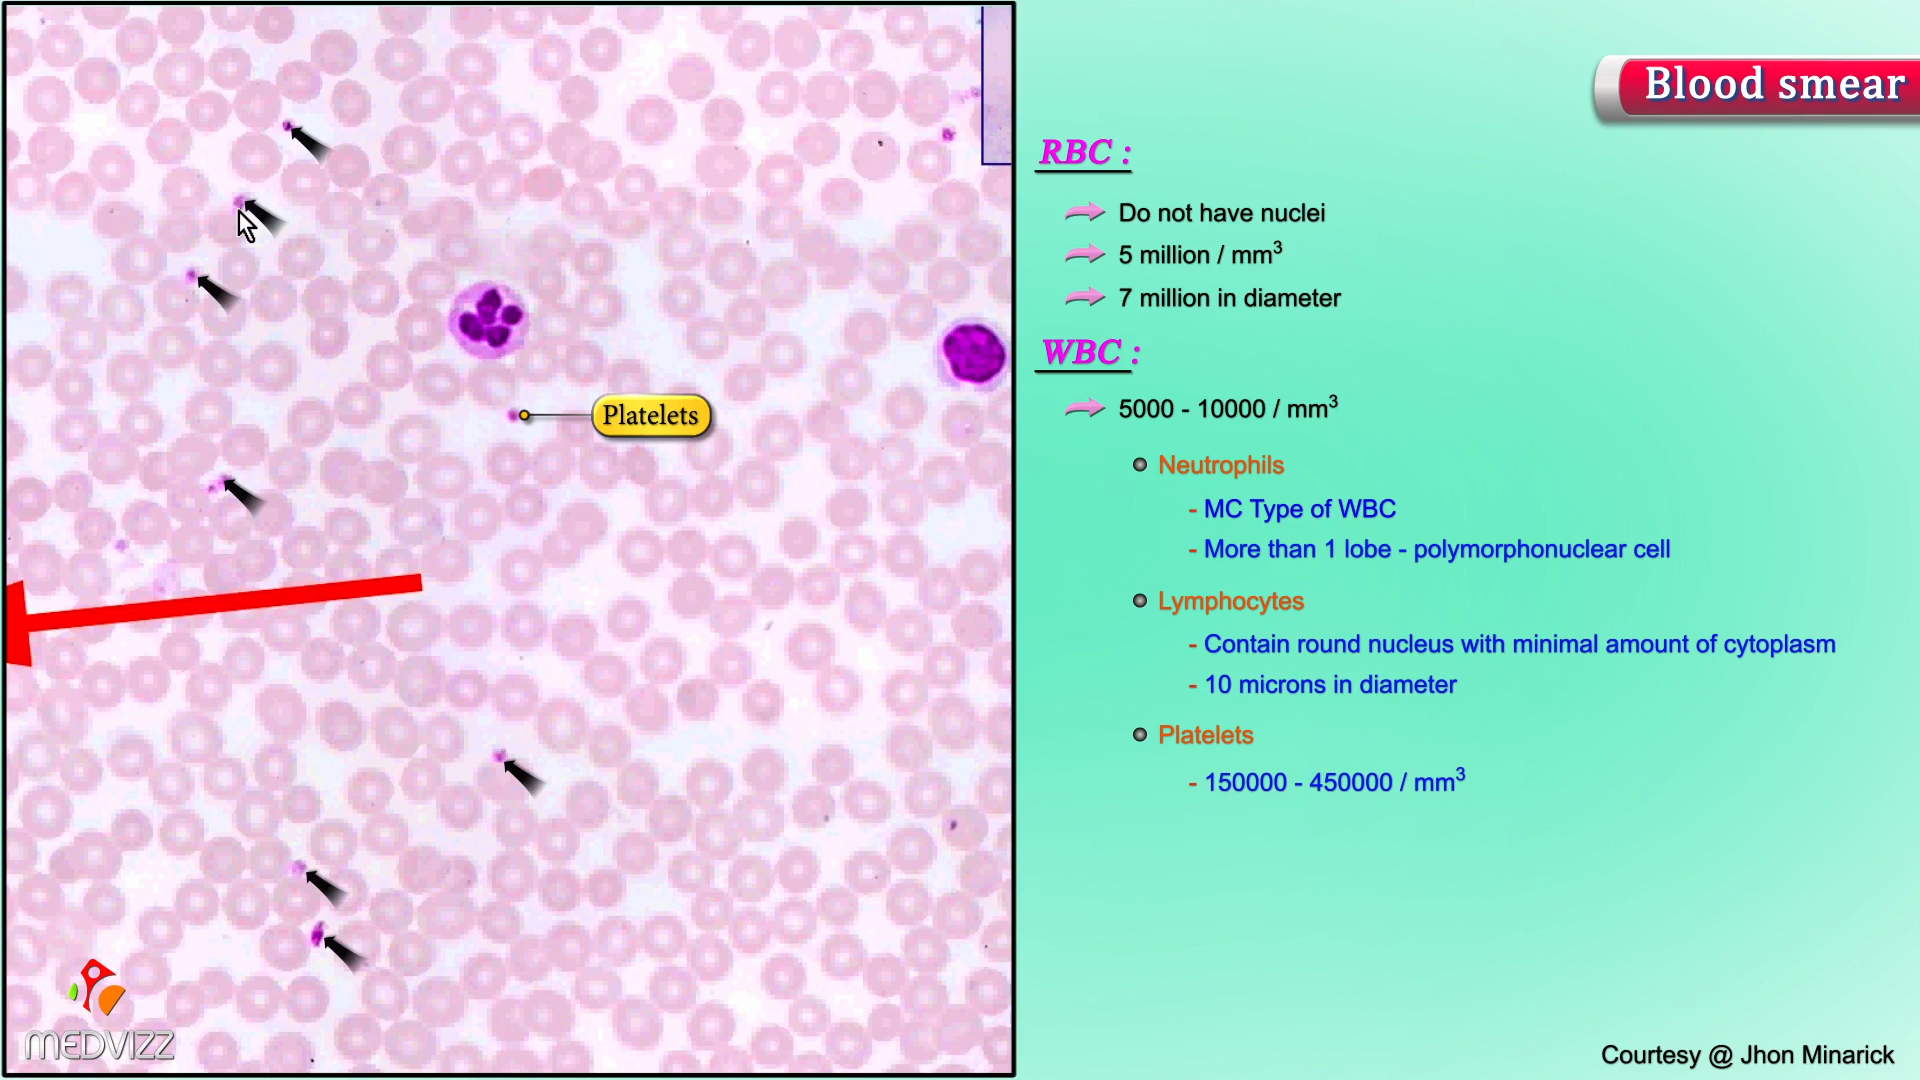 Blood smear
RBC :
Do not have nuclei
5 million / mm³
7 million in diameter
WBC :
5000 - 10000 / mm³
Neutrophils
- MC Type of WBC
- More than 1 lobe - polymorphonuclear cell
Lymphocytes
- Contain round nucleus with minimal amount of cytoplasm
- 10 microns in diameter
Platelets
- 150000 - 450000 / mm³
Platelets
MEDVIZZ
Courtesy @ Jhon Minarick